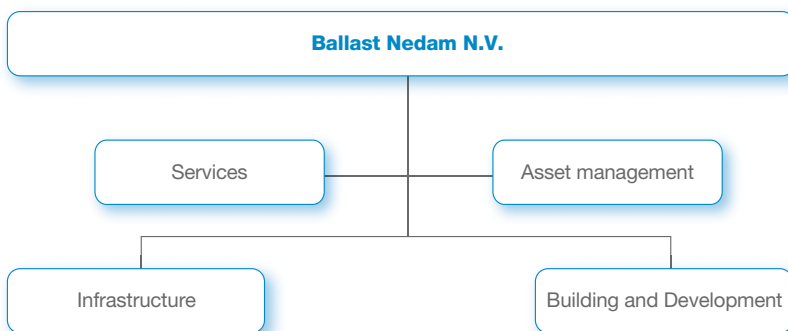 Ballast Nedam N.V.
Services
Asset management
Infrastructure
Building and Development